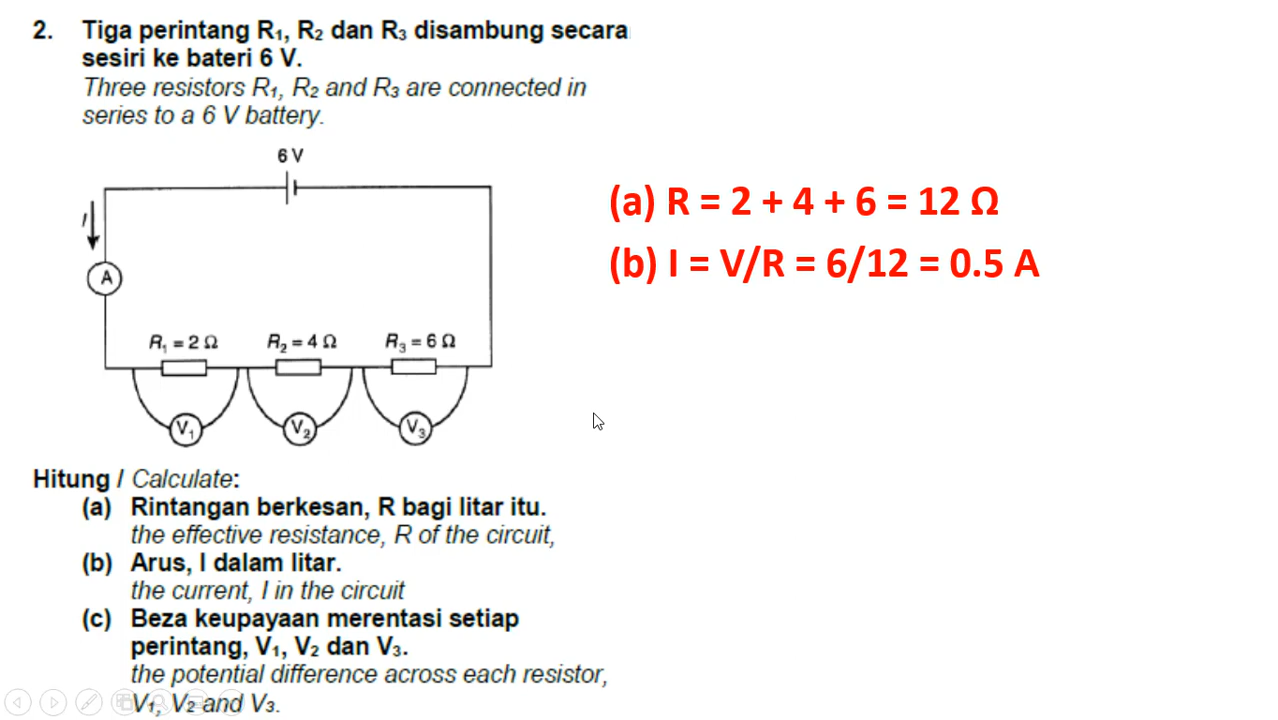 2. Tiga perintang R₁, R₂ dan R₃ disambung secara
sesiri ke bateri 6 V.
Three resistors R₁, R₂ and R₃ are connected in
series to a 6 V battery.
6 V
I
A
R₁ = 2 Ω
R₂ = 4 Ω
R₃ = 6 Ω
V₁
V₂
V₃
(a) R = 2 + 4 + 6 = 12 Ω
(b) I = V/R = 6/12 = 0.5 A
Hitung / Calculate:
(a) Rintangan berkesan, R bagi litar itu.
the effective resistance, R of the circuit,
(b) Arus, I dalam litar.
the current, I in the circuit
(c) Beza keupayaan merentasi setiap
perintang, V₁, V₂ dan V₃.
the potential difference across each resistor,
V₁, V₂ and V₃.